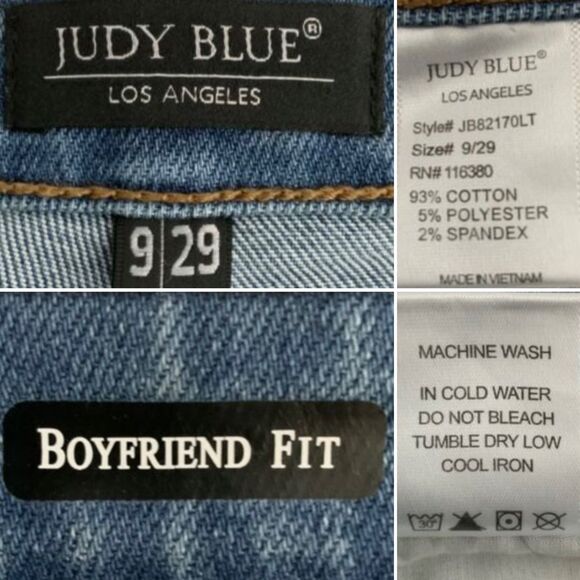 JUDY BLUE®
LOS ANGELES
9|29
JUDY BLUE®
LOS ANGELES
Style# JB82170LT
Size# 9/29
RN# 116380
93% COTTON
5% POLYESTER
2% SPANDEX
MADE IN VIETNAM
BOYFRIEND FIT
MACHINE WASH
IN COLD WATER
DO NOT BLEACH
TUMBLE DRY LOW
COOL IRON
30°